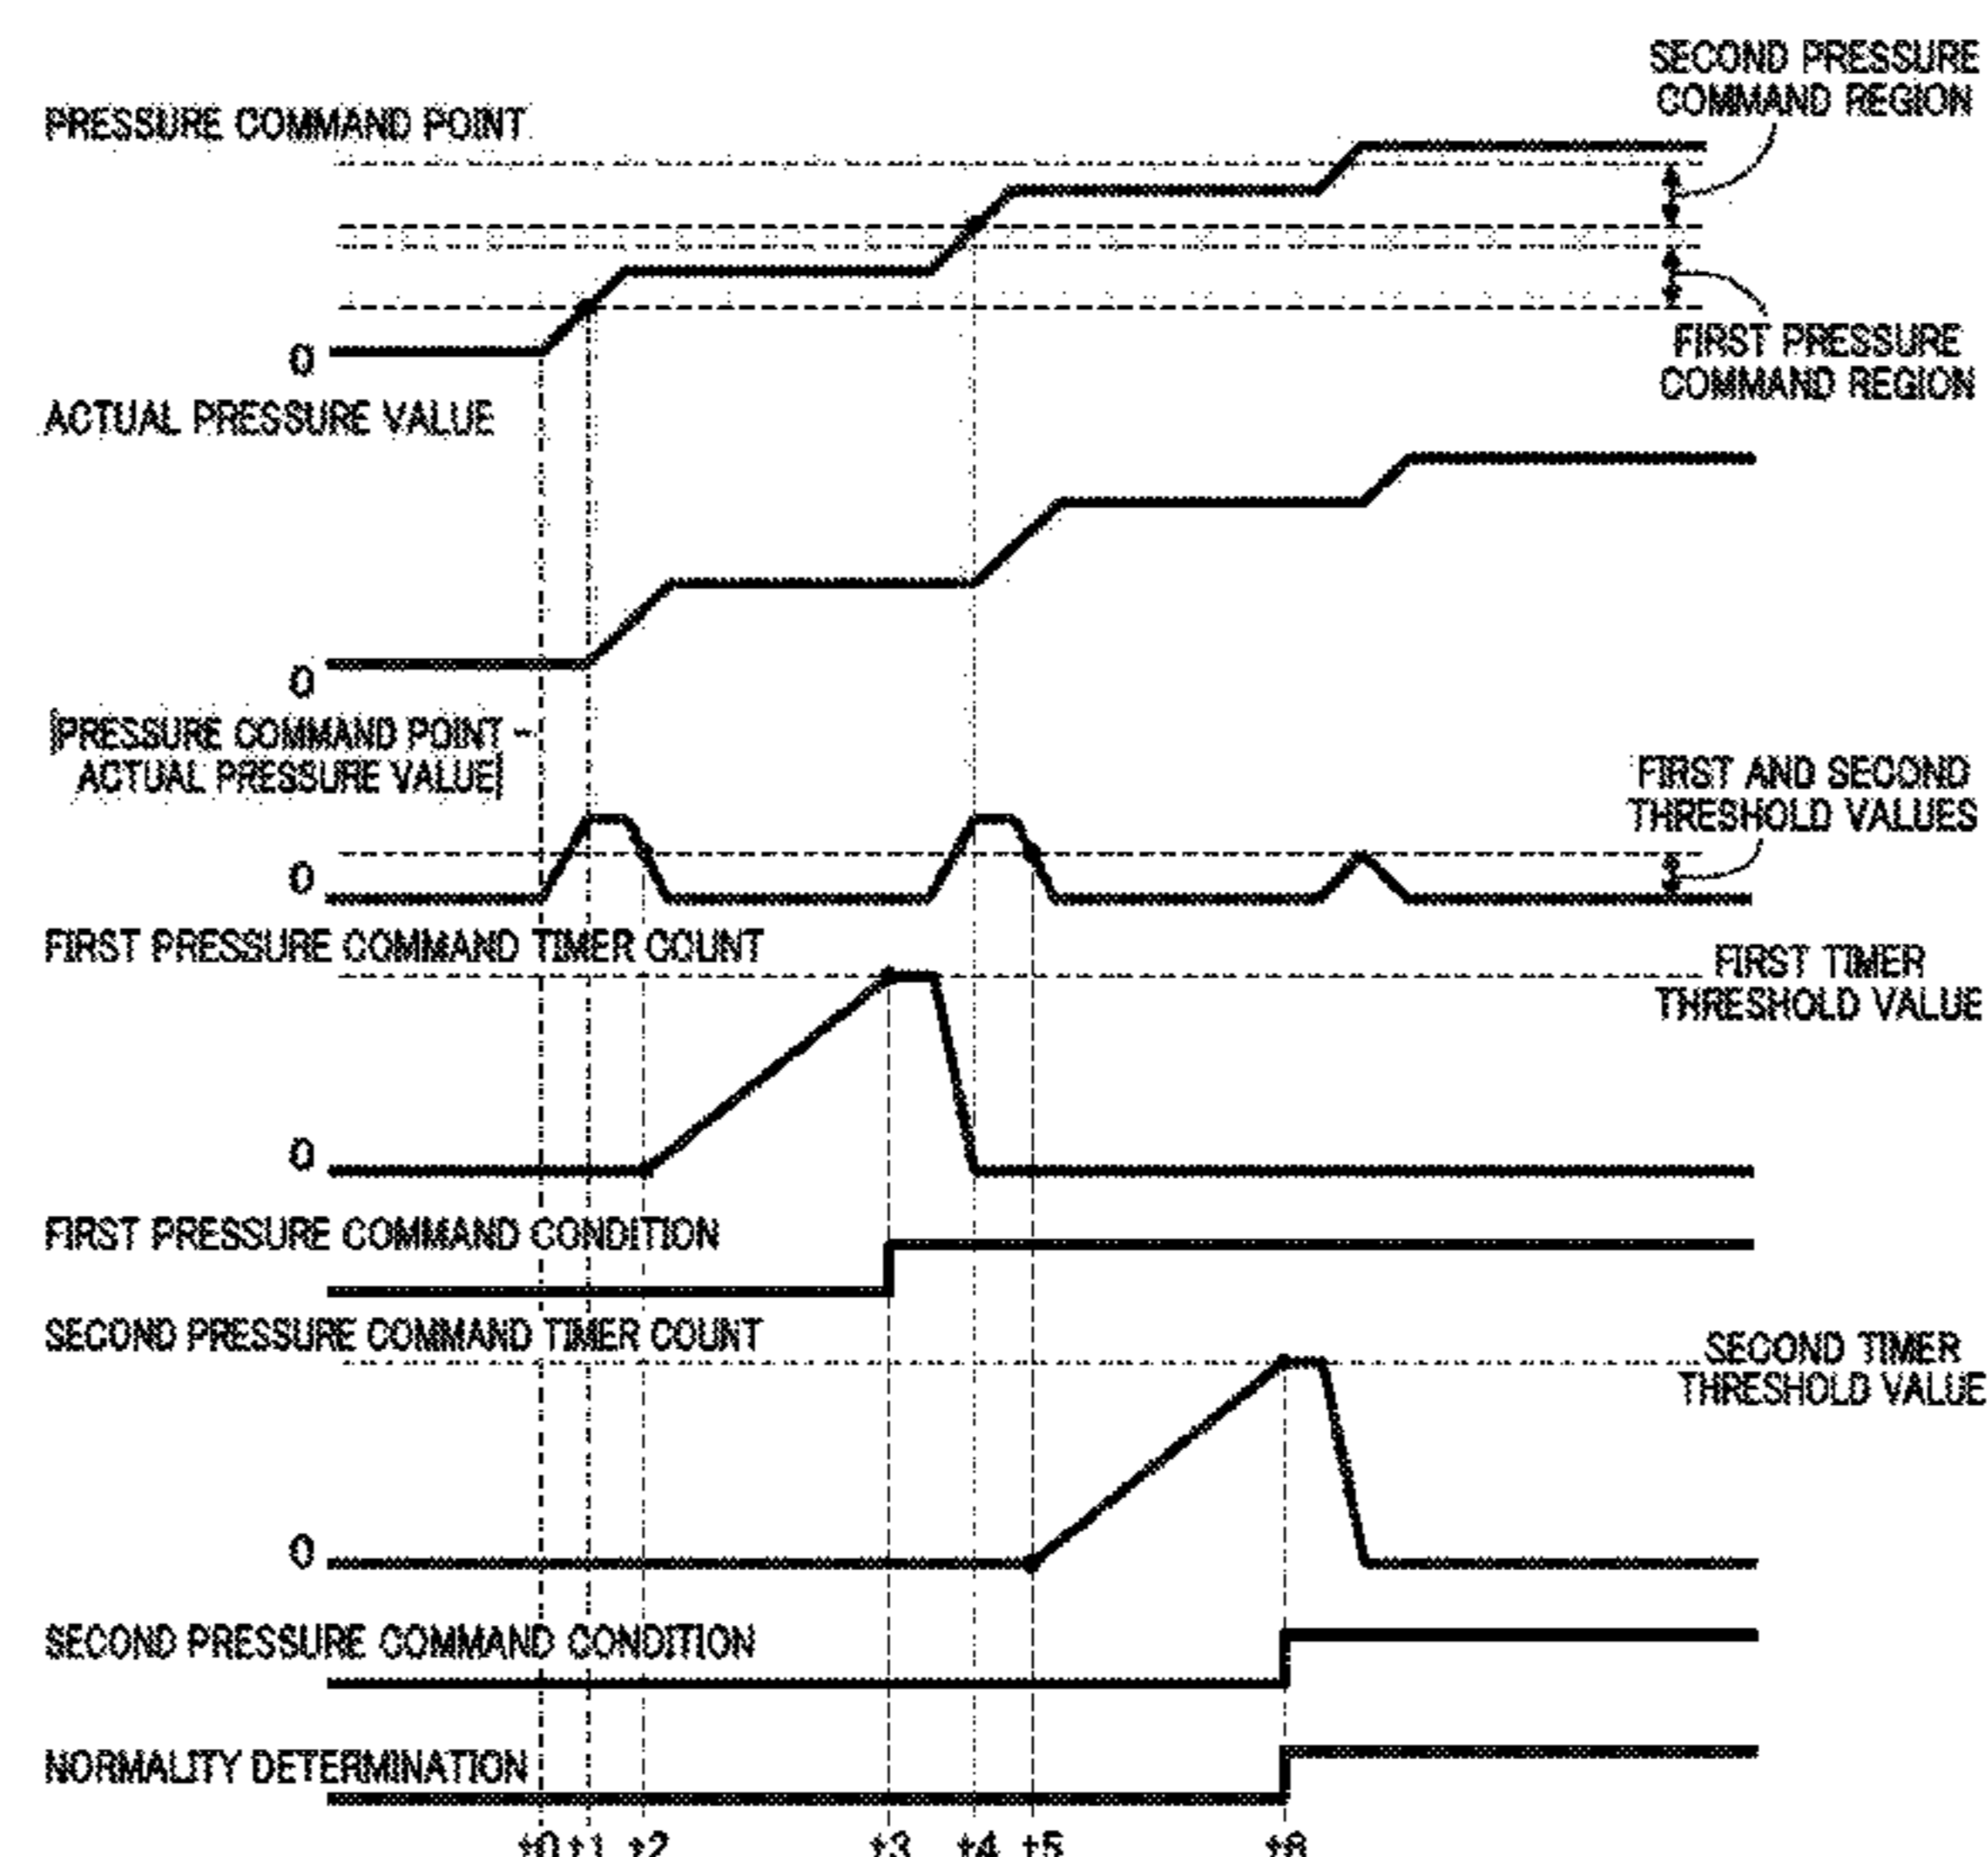 SECOND PRESSURE
COMMAND REGION
PRESSURE COMMAND POINT
0
FIRST PRESSURE
COMMAND REGION
ACTUAL PRESSURE VALUE
0
|PRESSURE COMMAND POINT -
ACTUAL PRESSURE VALUE|
FIRST AND SECOND
THRESHOLD VALUES
0
FIRST PRESSURE COMMAND TIMER COUNT
FIRST TIMER
THRESHOLD VALUE
0
FIRST PRESSURE COMMAND CONDITION
SECOND PRESSURE COMMAND TIMER COUNT
SECOND TIMER
THRESHOLD VALUE
0
SECOND PRESSURE COMMAND CONDITION
NORMALITY DETERMINATION
t0 t1 t2 t3 t4 t5 t6